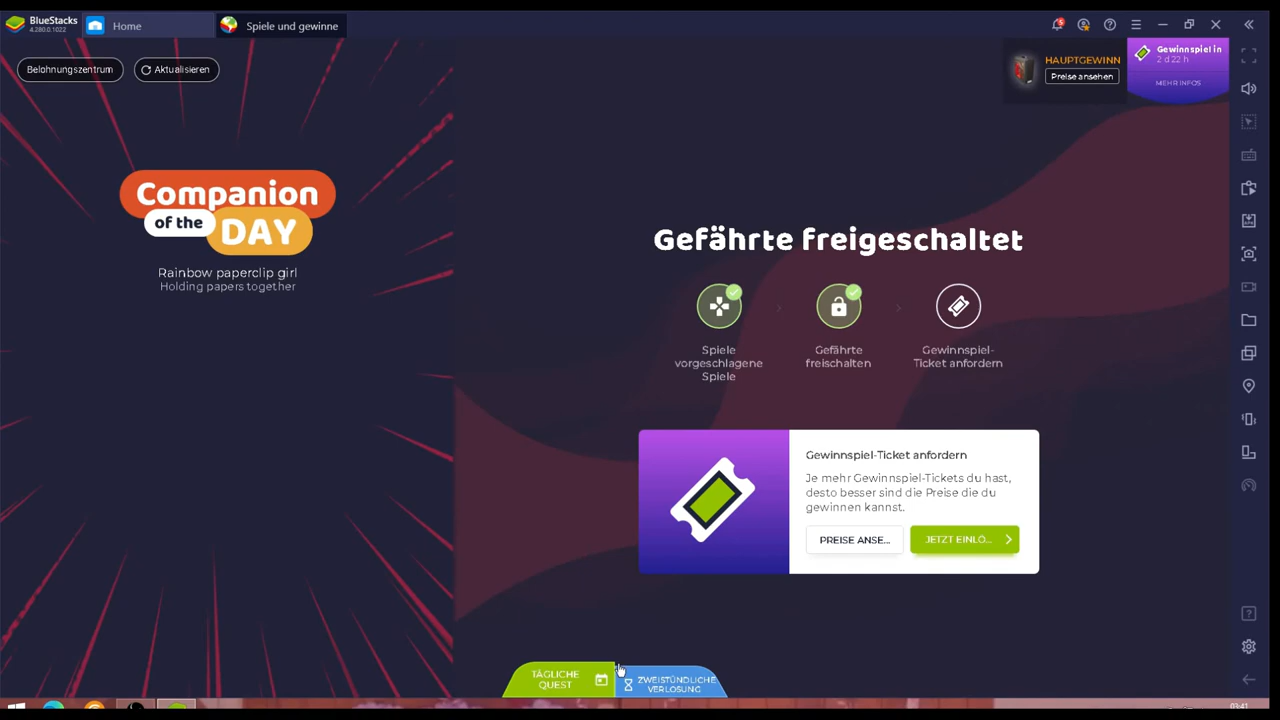 BlueStacks
4.280.0.1022
Home
Spiele und gewinne
Belohnungszentrum
Aktualisieren
HAUPTGEWINN
Preise ansehen
Gewinnspiel in
2 d 22 h
MEHR INFOS
Companion
of the
DAY
Rainbow paperclip girl
Holding papers together
Gefährte freigeschaltet
Spiele
vorgeschlagene
Spiele
Gefährte
freischalten
Gewinnspiel-
Ticket anfordern
Gewinnspiel-Ticket anfordern
Je mehr Gewinnspiel-Tickets du hast,
desto besser sind die Preise die du
gewinnen kannst.
PREISE ANSE...
JETZT EINLÖ...
TÄGLICHE
QUEST
ZWEISTÜNDLICHE
VERLOSUNG
03:41